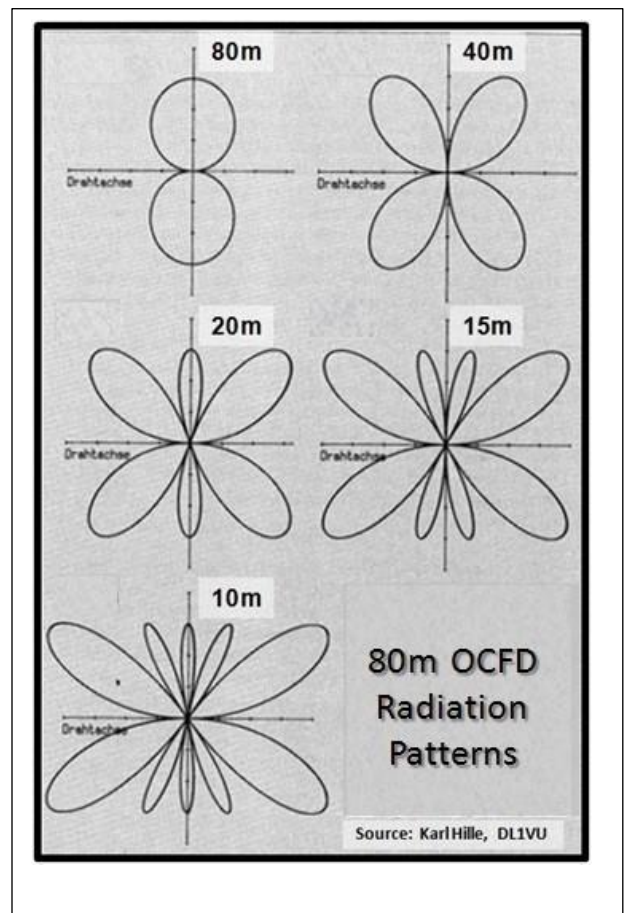 80m
40m
Drahtachse
Drahtachse
20m
15m
Drahtachse
Drahtachse
10m
Drahtachse
80m OCFD
Radiation
Patterns
Source: Karl Hille, DL1VU